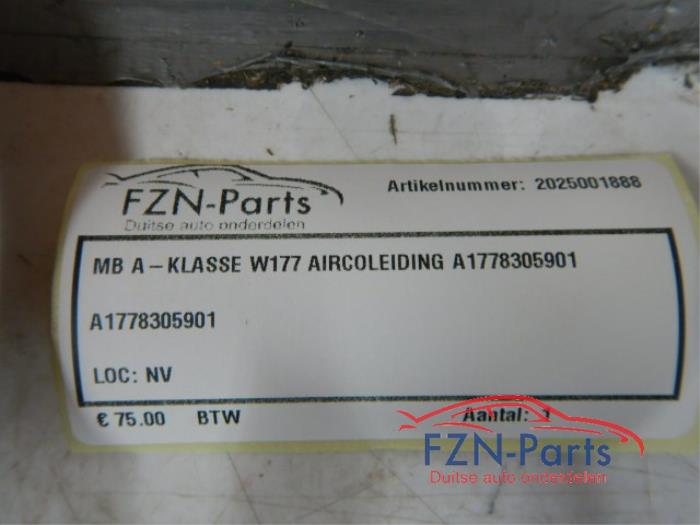 FZN-Parts
Duitse auto onderdelen
Artikelnummer: 2025001888
MB A-KLASSE W177 AIRCOLEIDING A1778305901
A1778305901
LOC: NV
€ 75.00 BTW
Aantal: 1
FZN-Parts
Duitse auto onderdelen